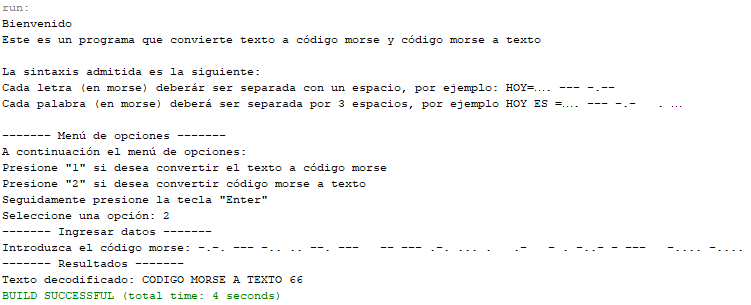 run:
Bienvenido
Este es un programa que convierte texto a código morse y código morse a texto
La sintaxis admitida es la siguiente:
Cada letra (en morse) deberár ser separada con un espacio, por ejemplo: HOY=.... --- -.--
Cada palabra (en morse) deberá ser separada por 3 espacios, por ejemplo HOY ES =.... --- -.-   . ...
------- Menú de opciones -------
A continuación el menú de opciones:
Presione "1" si desea convertir el texto a código morse
Presione "2" si desea convertir código morse a texto
Seguidamente presione la tecla "Enter"
Seleccione una opción: 2
------- Ingresar datos -------
Introduzca el código morse: -.-. --- -.. .. --. ---   -- --- .-. ... .   .-   - . -..- - ---   -.... -....
------- Resultados -------
Texto decodificado: CODIGO MORSE A TEXTO 66
BUILD SUCCESSFUL (total time: 4 seconds)